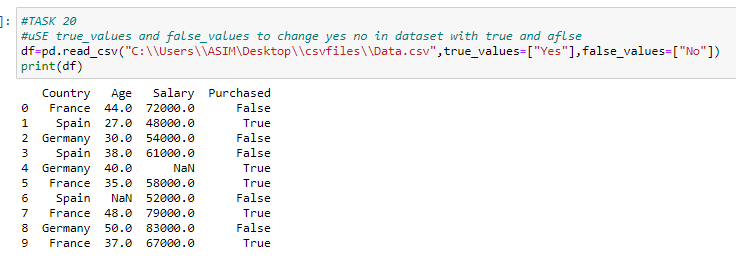 ]: #TASK 20
#uSE true_values and false_values to change yes no in dataset with true and aflse
df=pd.read_csv("C:\\Users\\ASIM\Desktop\\csvfiles\\Data.csv",true_values=["Yes"],false_values=["No"])
print(df)
Country Age Salary Purchased
0 France 44.0 72000.0 False
1 Spain 27.0 48000.0 True
2 Germany 30.0 54000.0 False
3 Spain 38.0 61000.0 False
4 Germany 40.0 NaN True
5 France 35.0 58000.0 True
6 Spain NaN 52000.0 False
7 France 48.0 79000.0 True
8 Germany 50.0 83000.0 False
9 France 37.0 67000.0 True